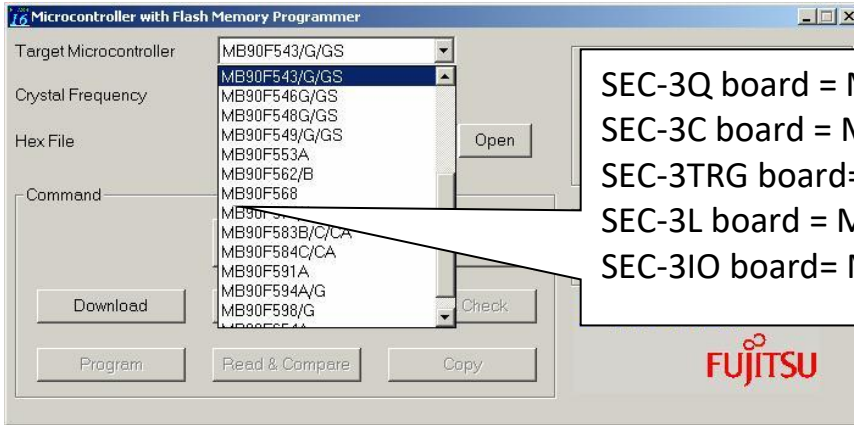 Microcontroller with Flash Memory Programmer
Target Microcontroller
MB90F543/G/GS
MB90F543/G/GS
MB90F546G/GS
MB90F548G/GS
MB90F549/G/GS
MB90F553A
MB90F562/B
MB90F568
MB90F583B/C/CA
MB90F584C/CA
MB90F591A
MB90F594A/G
MB90F598/G
Crystal Frequency
Hex File
Open
Command
Download
Check
Program
Read & Compare
Copy
SEC-3Q board =
SEC-3C board =
SEC-3TRG board=
SEC-3L board =
SEC-3IO board=
FUJITSU